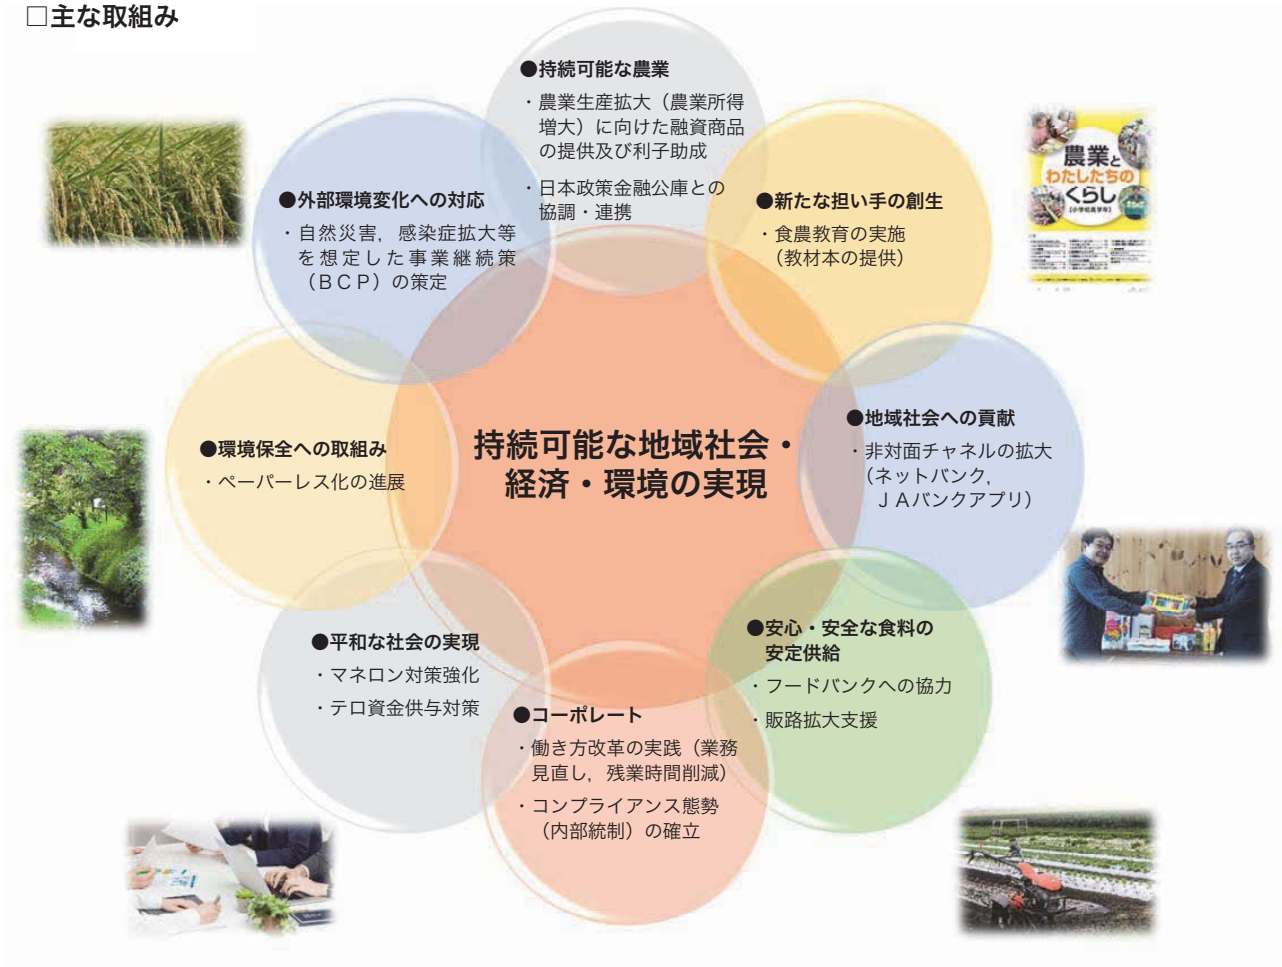 □主な取組み
●持続可能な農業
・農業生産拡大（農業所得
増大）に向けた融資商品
の提供及び利子助成
・日本政策金融公庫との
協調・連携
●新たな担い手の創生
・食農教育の実施
（教材本の提供）
●地域社会への貢献
・非対面チャネルの拡大
（ネットバンク，
ＪＡバンクアプリ）
●安心・安全な食料の
安定供給
・フードバンクへの協力
・販路拡大支援
●コーポレート
・働き方改革の実践（業務
見直し，残業時間削減）
・コンプライアンス態勢
（内部統制）の確立
●平和な社会の実現
・マネロン対策強化
・テロ資金供与対策
●環境保全への取組み
・ペーパーレス化の進展
●外部環境変化への対応
・自然災害，感染症拡大等
を想定した事業継続策
（ＢＣＰ）の策定
持続可能な地域社会・
経済・環境の実現
農業と
わたしたちの
くらし